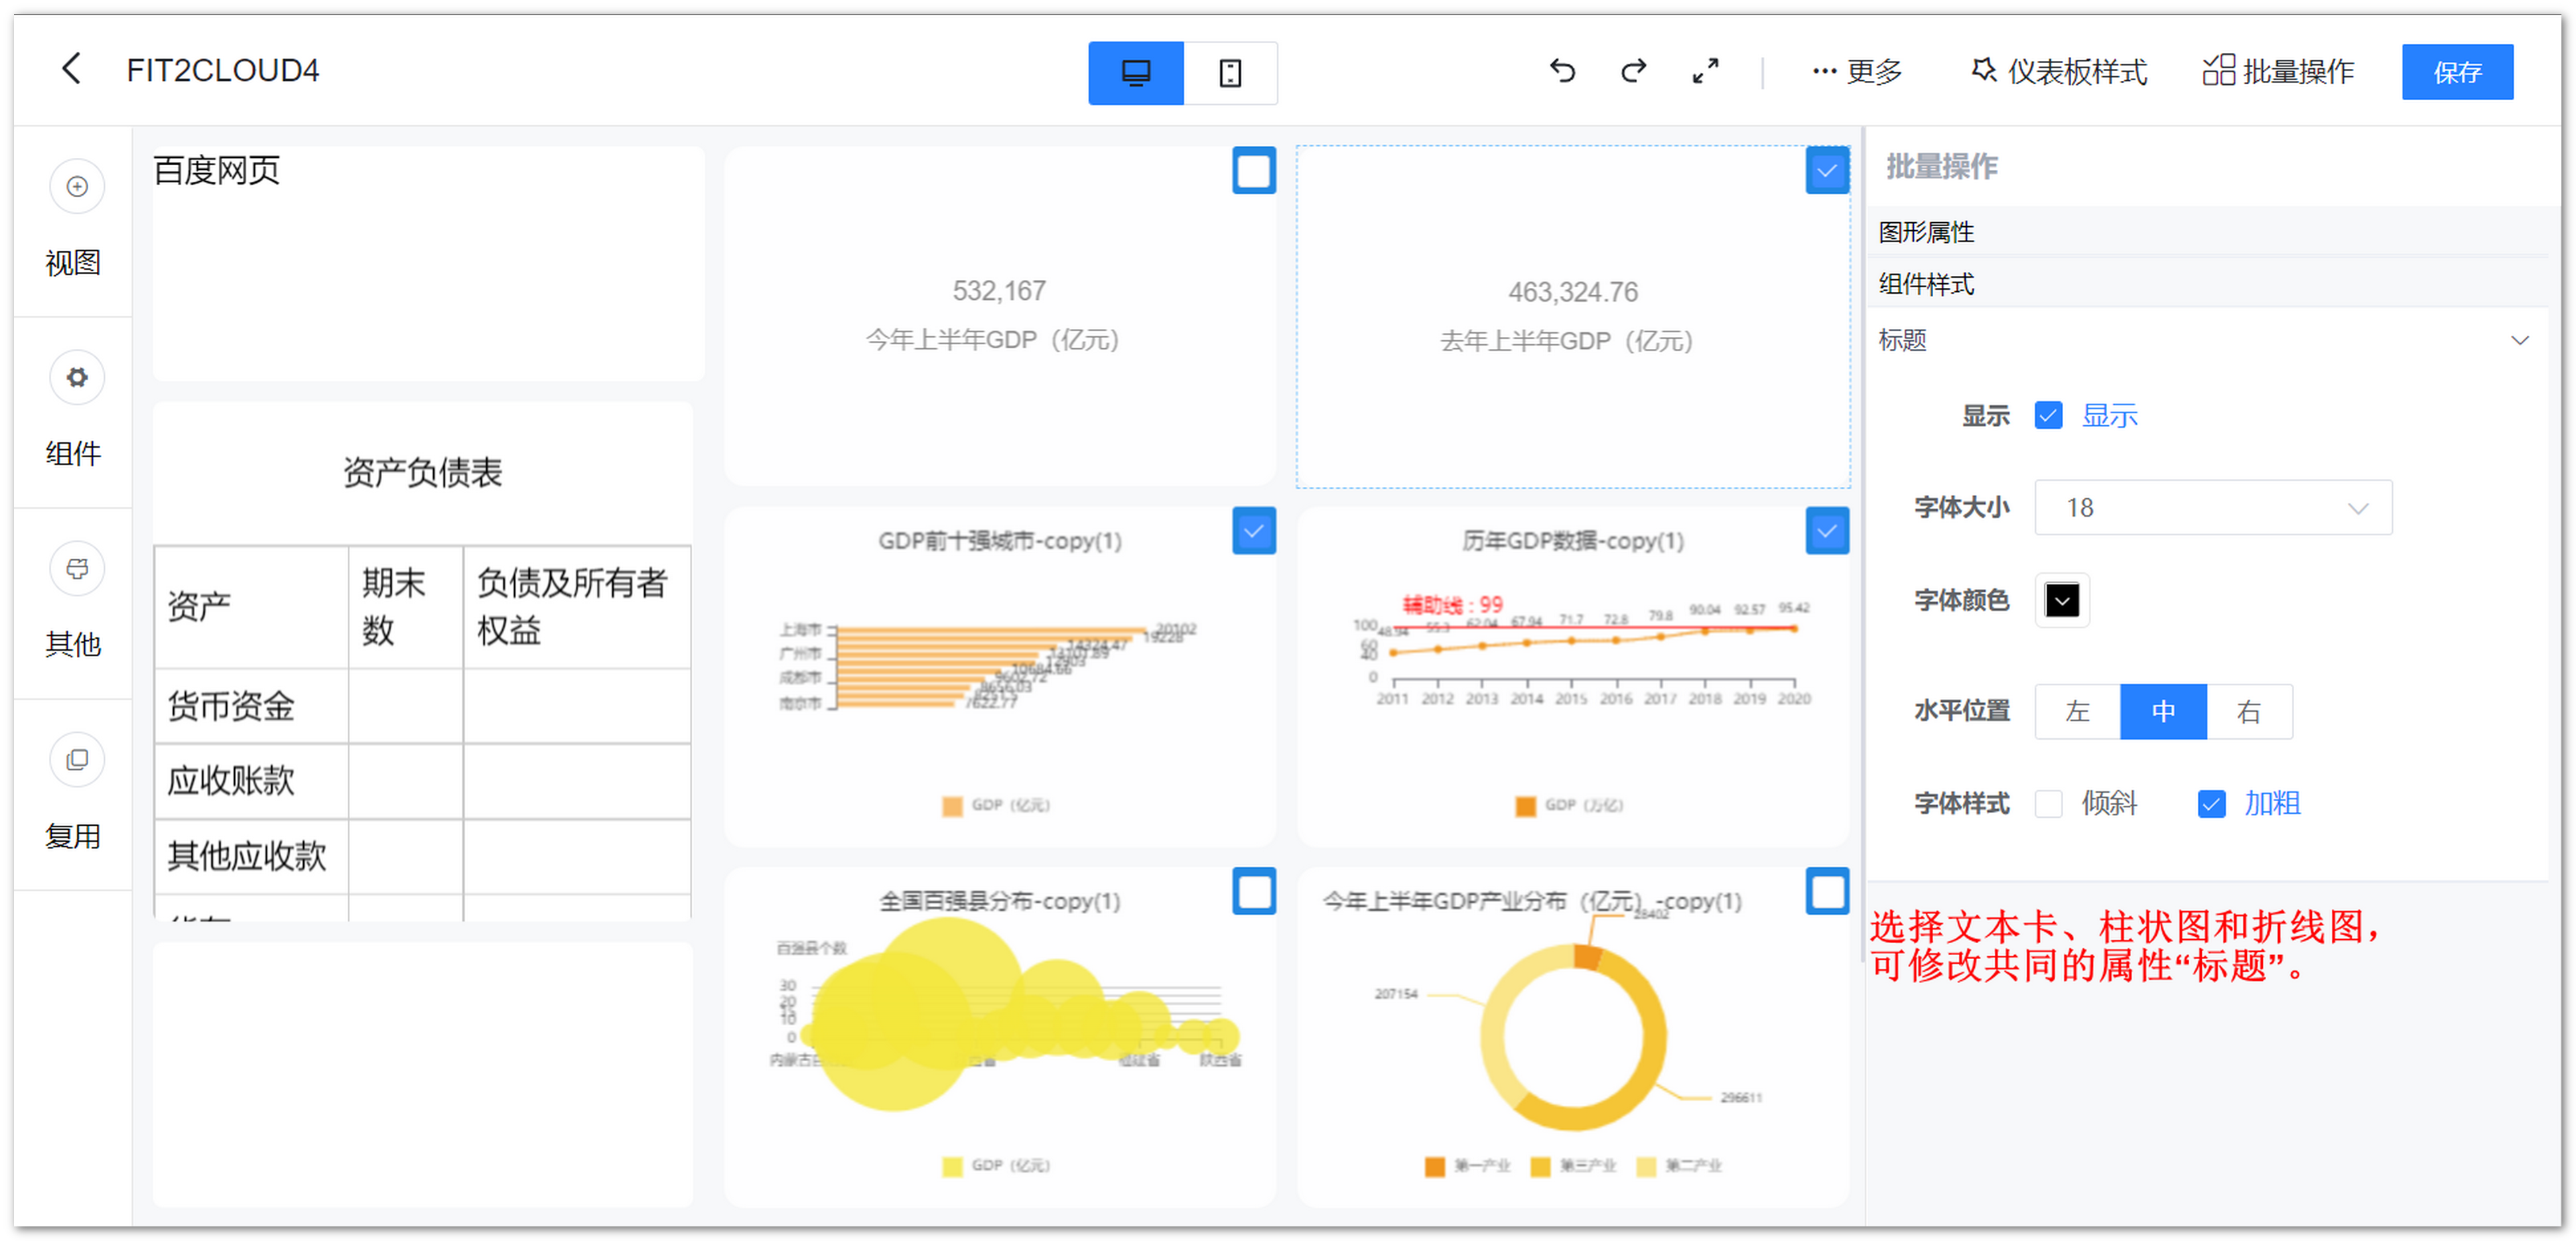 FIT2CLOUD4
更多
仪表板样式
批量操作
保存
视图
组件
其他
复用
百度网页
资产负债表
资产 期末数 负债及所有者权益
货币资金
应收账款
其他应收款
532,167
今年上半年GDP（亿元）
463,324.76
去年上半年GDP（亿元）
GDP前十强城市-copy(1)
上海市
广州市
成都市
南京市
20102
19228
14324.47
10684.66
9602.72
7622.77
GDP（亿元）
历年GDP数据-copy(1)
辅助线：99
48.94 55.3 62.04 67.94 71.7 72.8 79.8 90.04 92.57 95.42
100
60
40
0
2011 2012 2013 2014 2015 2016 2017 2018 2019 2020
GDP（万亿）
全国百强县分布-copy(1)
百强县个数
30
20
15
10
0
福建省 陕西省
GDP（亿元）
今年上半年GDP产业分布（亿元）-copy(1)
28402
207154
296611
第一产业 第三产业 第二产业
批量操作
图形属性
组件样式
标题
显示 显示
字体大小 18
字体颜色
水平位置 左 中 右
字体样式 倾斜 加粗
选择文本卡、柱状图和折线图，
可修改共同的属性“标题”。